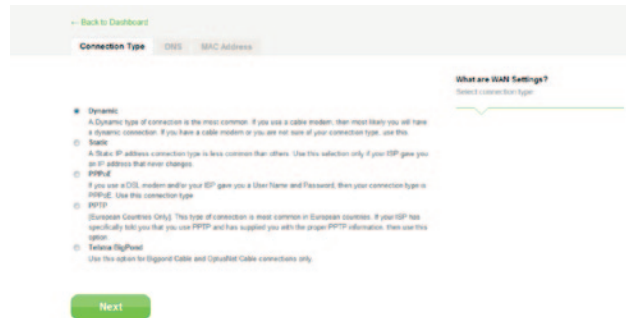 ← Back to Dashboard
Connection Type DNS MAC Address
What are WAN Settings?
Select connection type
Dynamic
A Dynamic type of connection is the most common. If you use a cable modem, then most likely you will have
a dynamic connection. If you have a cable modem or you are not sure of your connection type, use this.
Static
A Static IP address connection type is less common than others. Use this selection only if your ISP gave you
an IP address that never changes.
PPPoE
If you use a DSL modem and/or your ISP gave you a User Name and Password, then your connection type is
PPPoE. Use this connection type
PPTP
[European Countries Only]. This type of connection is most common in European countries. If your ISP has
specifically told you that you use PPTP and has supplied you with the proper PPTP information, then use this
option.
Telstra BigPond
Use this option for Bigpond Cable and OptusNet Cable connections only.
Next